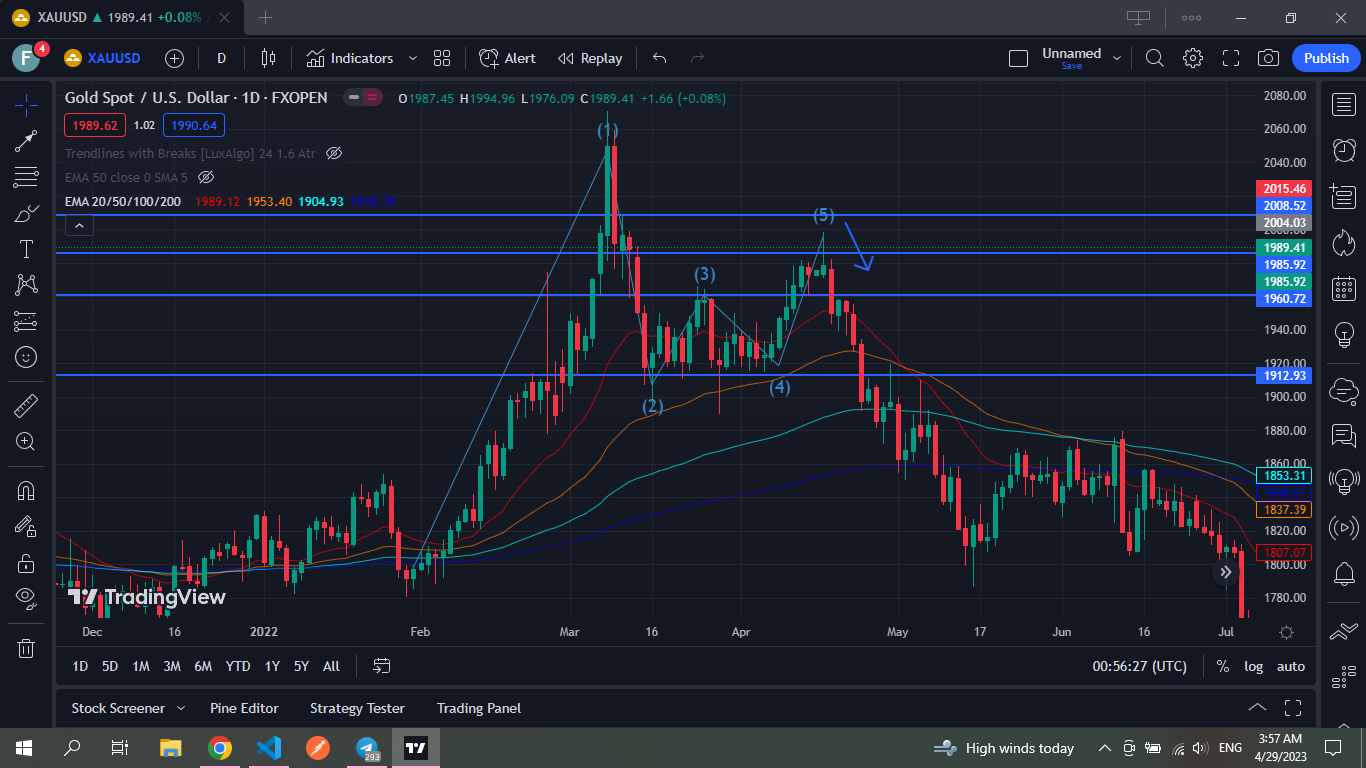 XAUUSD ▲ 1989.41 +0.08%
F 4 XAUUSD D Indicators Alert Replay Unnamed Publish
Save
Gold Spot / U.S. Dollar · 1D · FXOPEN O1987.45 H1994.96 L1976.09 C1989.41 +1.66 (+0.08%)
1989.62 1.02 1990.64
Trendlines with Breaks [LuxAlgo] 24 1.6 Atr
EMA 50 close 0 SMA 5
EMA 20/50/100/200 1989.12 1953.40 1904.93
(1)
(2)
(3)
(4)
(5)
2080.00
2060.00
2040.00
2015.46
2008.52
2004.03
1989.41
1985.92
1985.92
1960.72
1940.00
1920.00
1912.93
1900.00
1880.00
1860.00
1853.31
1837.39
1820.00
1807.07
1800.00
1780.00
TradingView
Dec 16 2022 Feb Mar 16 Apr May 17 Jun 16 Jul
1D 5D 1M 3M 6M YTD 1Y 5Y All 00:56:27 (UTC) % log auto
Stock Screener Pine Editor Strategy Tester Trading Panel
293 High winds today ENG 3:57 AM
4/29/2023